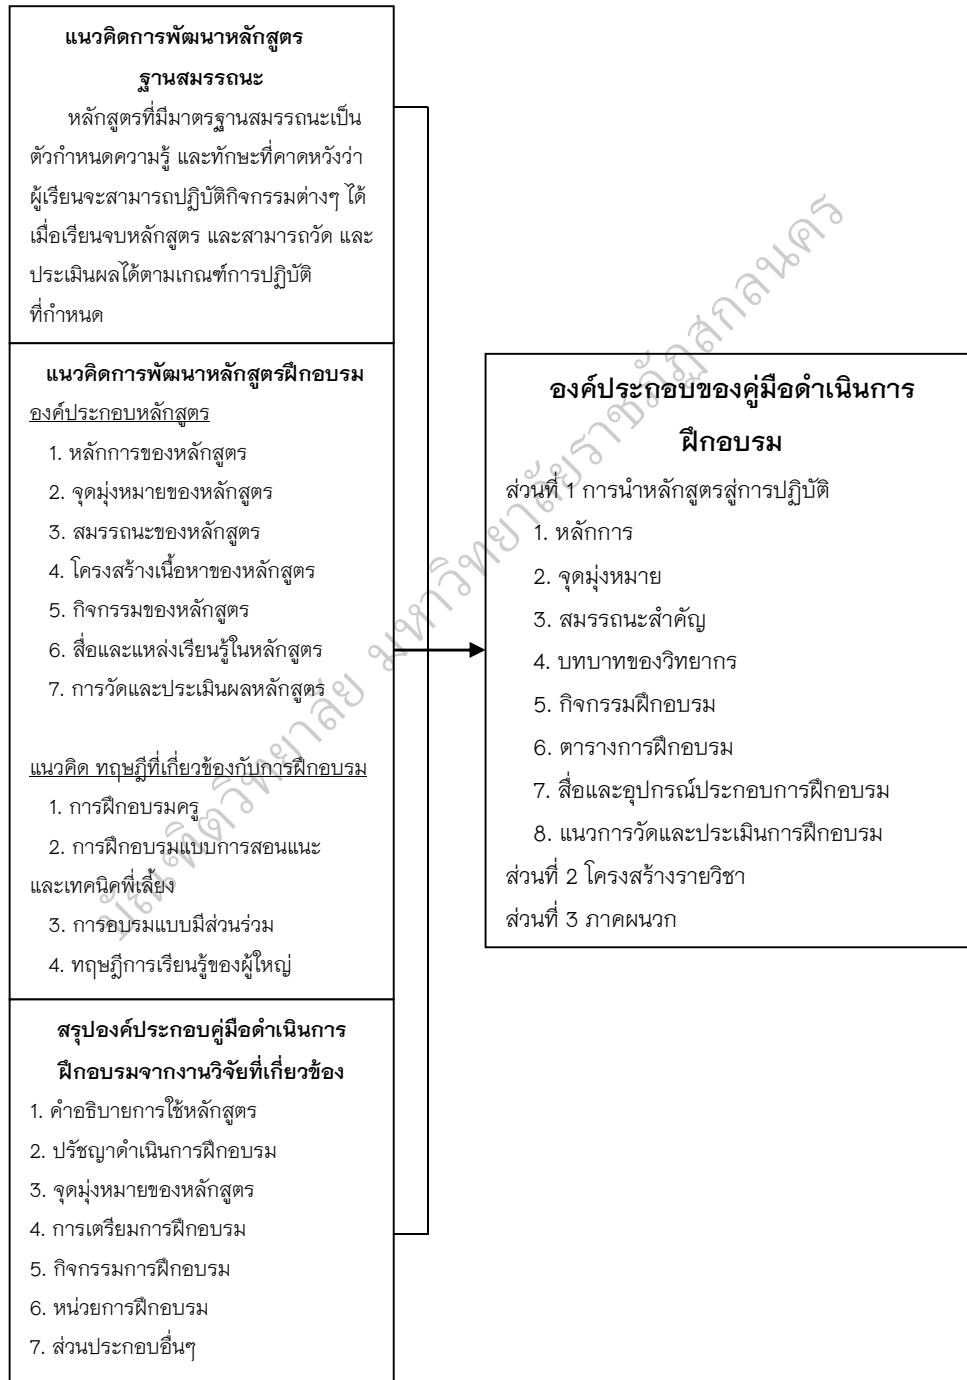 แนวคิดการพัฒนาหลักสูตร
ฐานสมรรถนะ
หลักสูตรที่มีมาตรฐานสมรรถนะเป็น
ตัวกำหนดความรู้ และทักษะที่คาดหวังว่า
ผู้เรียนจะสามารถปฏิบัติกิจกรรมต่างๆ ได้
เมื่อเรียนจบหลักสูตร และสามารถวัด และ
ประเมินผลได้ตามเกณฑ์การปฏิบัติ
ที่กำหนด
แนวคิดการพัฒนาหลักสูตรฝึกอบรม
องค์ประกอบหลักสูตร
1. หลักการของหลักสูตร
2. จุดมุ่งหมายของหลักสูตร
3. สมรรถนะของหลักสูตร
4. โครงสร้างเนื้อหาของหลักสูตร
5. กิจกรรมของหลักสูตร
6. สื่อและแหล่งเรียนรู้ในหลักสูตร
7. การวัดและประเมินผลหลักสูตร
แนวคิด ทฤษฎีที่เกี่ยวข้องกับการฝึกอบรม
1. การฝึกอบรมครู
2. การฝึกอบรมแบบการสอนแนะ
และเทคนิคพี่เลี้ยง
3. การอบรมแบบมีส่วนร่วม
4. ทฤษฎีการเรียนรู้ของผู้ใหญ่
สรุปองค์ประกอบคู่มือดำเนินการ
ฝึกอบรมจากงานวิจัยที่เกี่ยวข้อง
1. คำอธิบายการใช้หลักสูตร
2. ปรัชญาดำเนินการฝึกอบรม
3. จุดมุ่งหมายของหลักสูตร
4. การเตรียมการฝึกอบรม
5. กิจกรรมการฝึกอบรม
6. หน่วยการฝึกอบรม
7. ส่วนประกอบอื่นๆ
องค์ประกอบของคู่มือดำเนินการ
ฝึกอบรม
ส่วนที่ 1 การนำหลักสูตรสู่การปฏิบัติ
1. หลักการ
2. จุดมุ่งหมาย
3. สมรรถนะสำคัญ
4. บทบาทของวิทยากร
5. กิจกรรมฝึกอบรม
6. ตารางการฝึกอบรม
7. สื่อและอุปกรณ์ประกอบการฝึกอบรม
8. แนวการวัดและประเมินการฝึกอบรม
ส่วนที่ 2 โครงสร้างรายวิชา
ส่วนที่ 3 ภาคผนวก
บัณฑิตวิทยาลัย มหาวิทยาลัยราชภัฏสกลนคร